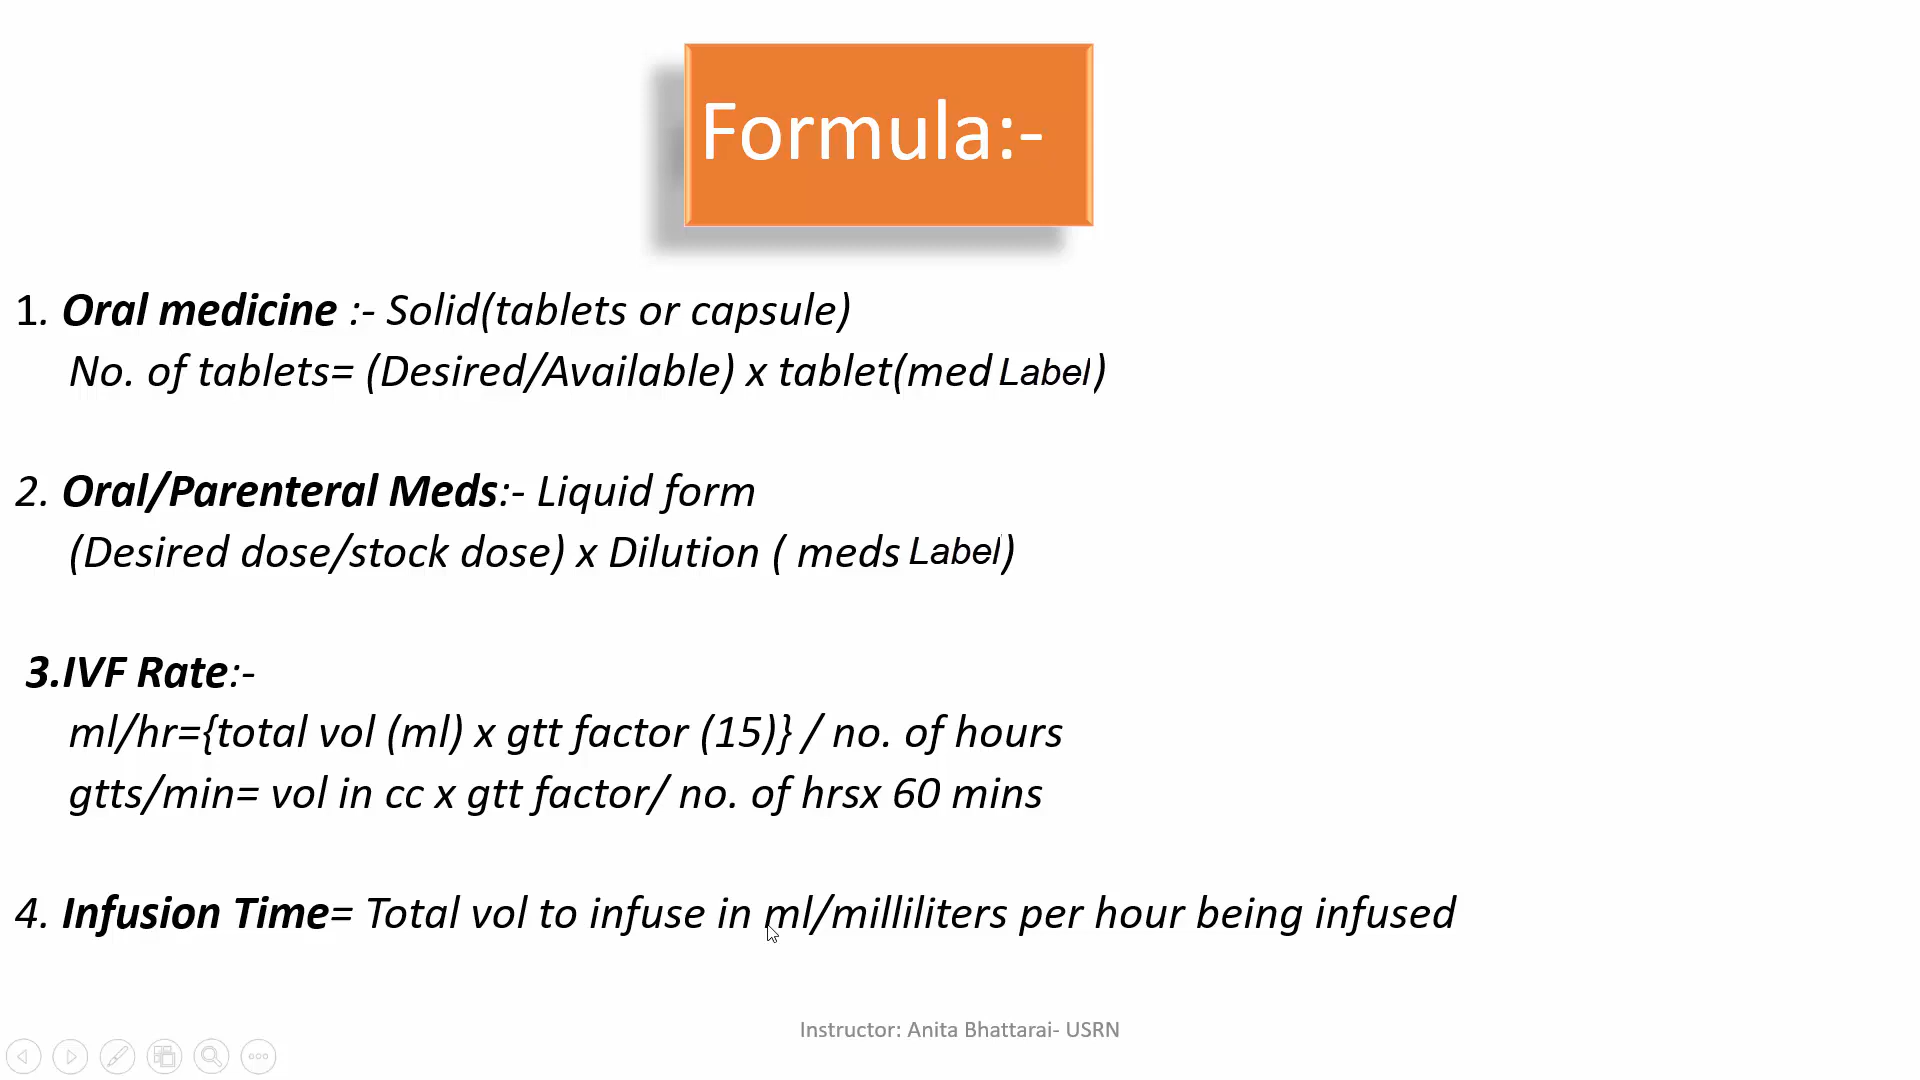 Formula:-
1. Oral medicine :- Solid(tablets or capsule)
No. of tablets= (Desired/Available) x tablet(med Label)
2. Oral/Parenteral Meds:- Liquid form
(Desired dose/stock dose) x Dilution ( meds Label)
3.IVF Rate:-
ml/hr={total vol (ml) x gtt factor (15)} / no. of hours
gtts/min= vol in cc x gtt factor/ no. of hrsx 60 mins
4. Infusion Time= Total vol to infuse in ml/milliliters per hour being infused
Instructor: Anita Bhattarai- USRN